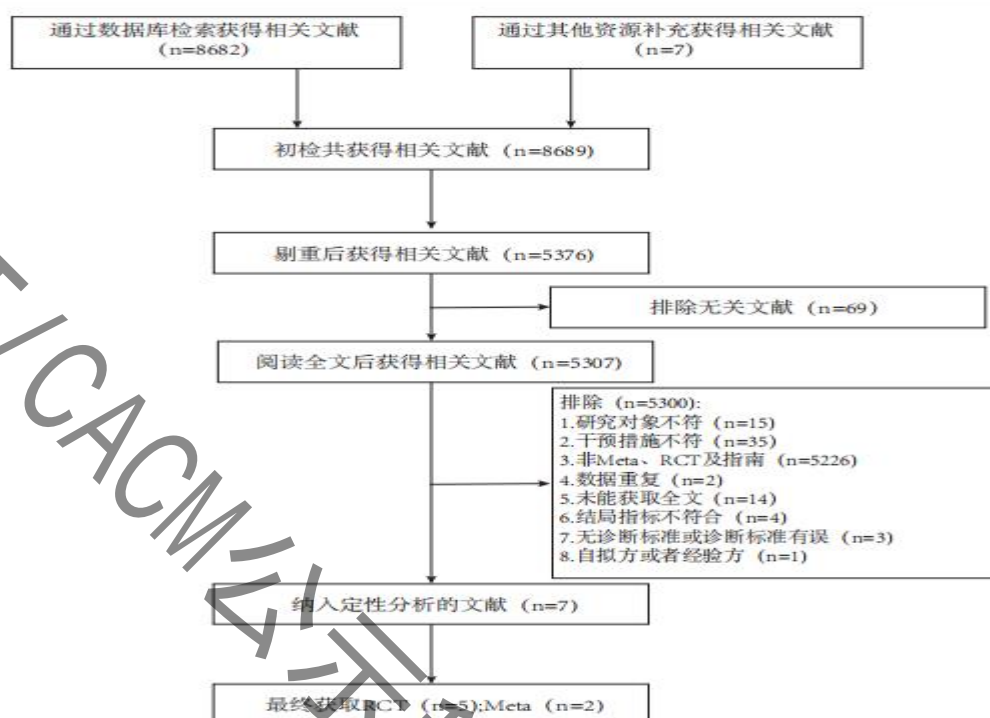 通过数据库检索获得相关文献
(n=8682)
通过其他资源补充获得相关文献
(n=7)
初检共获得相关文献 (n=8689)
剔重后获得相关文献 (n=5376)
排除无关文献 (n=69)
阅读全文后获得相关文献 (n=5307)
排除 (n=5300):
1.研究对象不符 (n=15)
2.干预措施不符 (n=35)
3.非Meta、RCT及指南 (n=5226)
4.数据重复 (n=2)
5.未能获取全文 (n=14)
6.结局指标不符合 (n=4)
7.无诊断标准或诊断标准有误 (n=3)
8.自拟方或者经验方 (n=1)
纳入定性分析的文献 (n=7)
最终获取RCT (n=5);Meta (n=2)
T/CACM公示